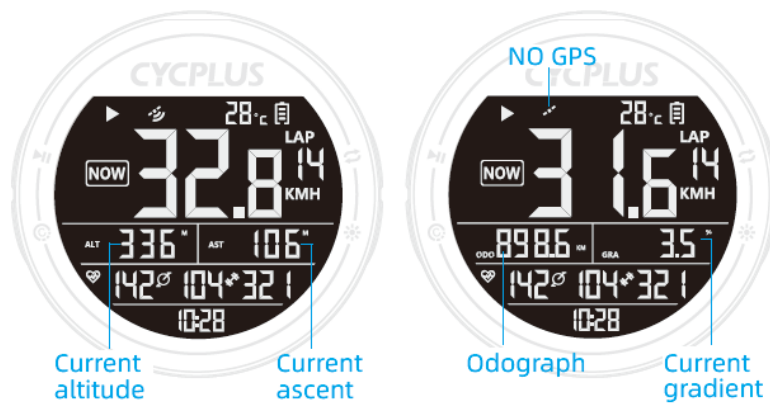 NO GPS
CYCPLUS
28°C
LAP
14
NOW
32.8
KMH
ALT 336 M
AST 106 M
142 104 321
10:28
Current
altitude
Current
ascent
CYCPLUS
28°C
LAP
14
NOW
31.6
KMH
ODO 898.6 KM
GRA 3.5 %
142 104 321
10:28
Odograph
Current
gradient